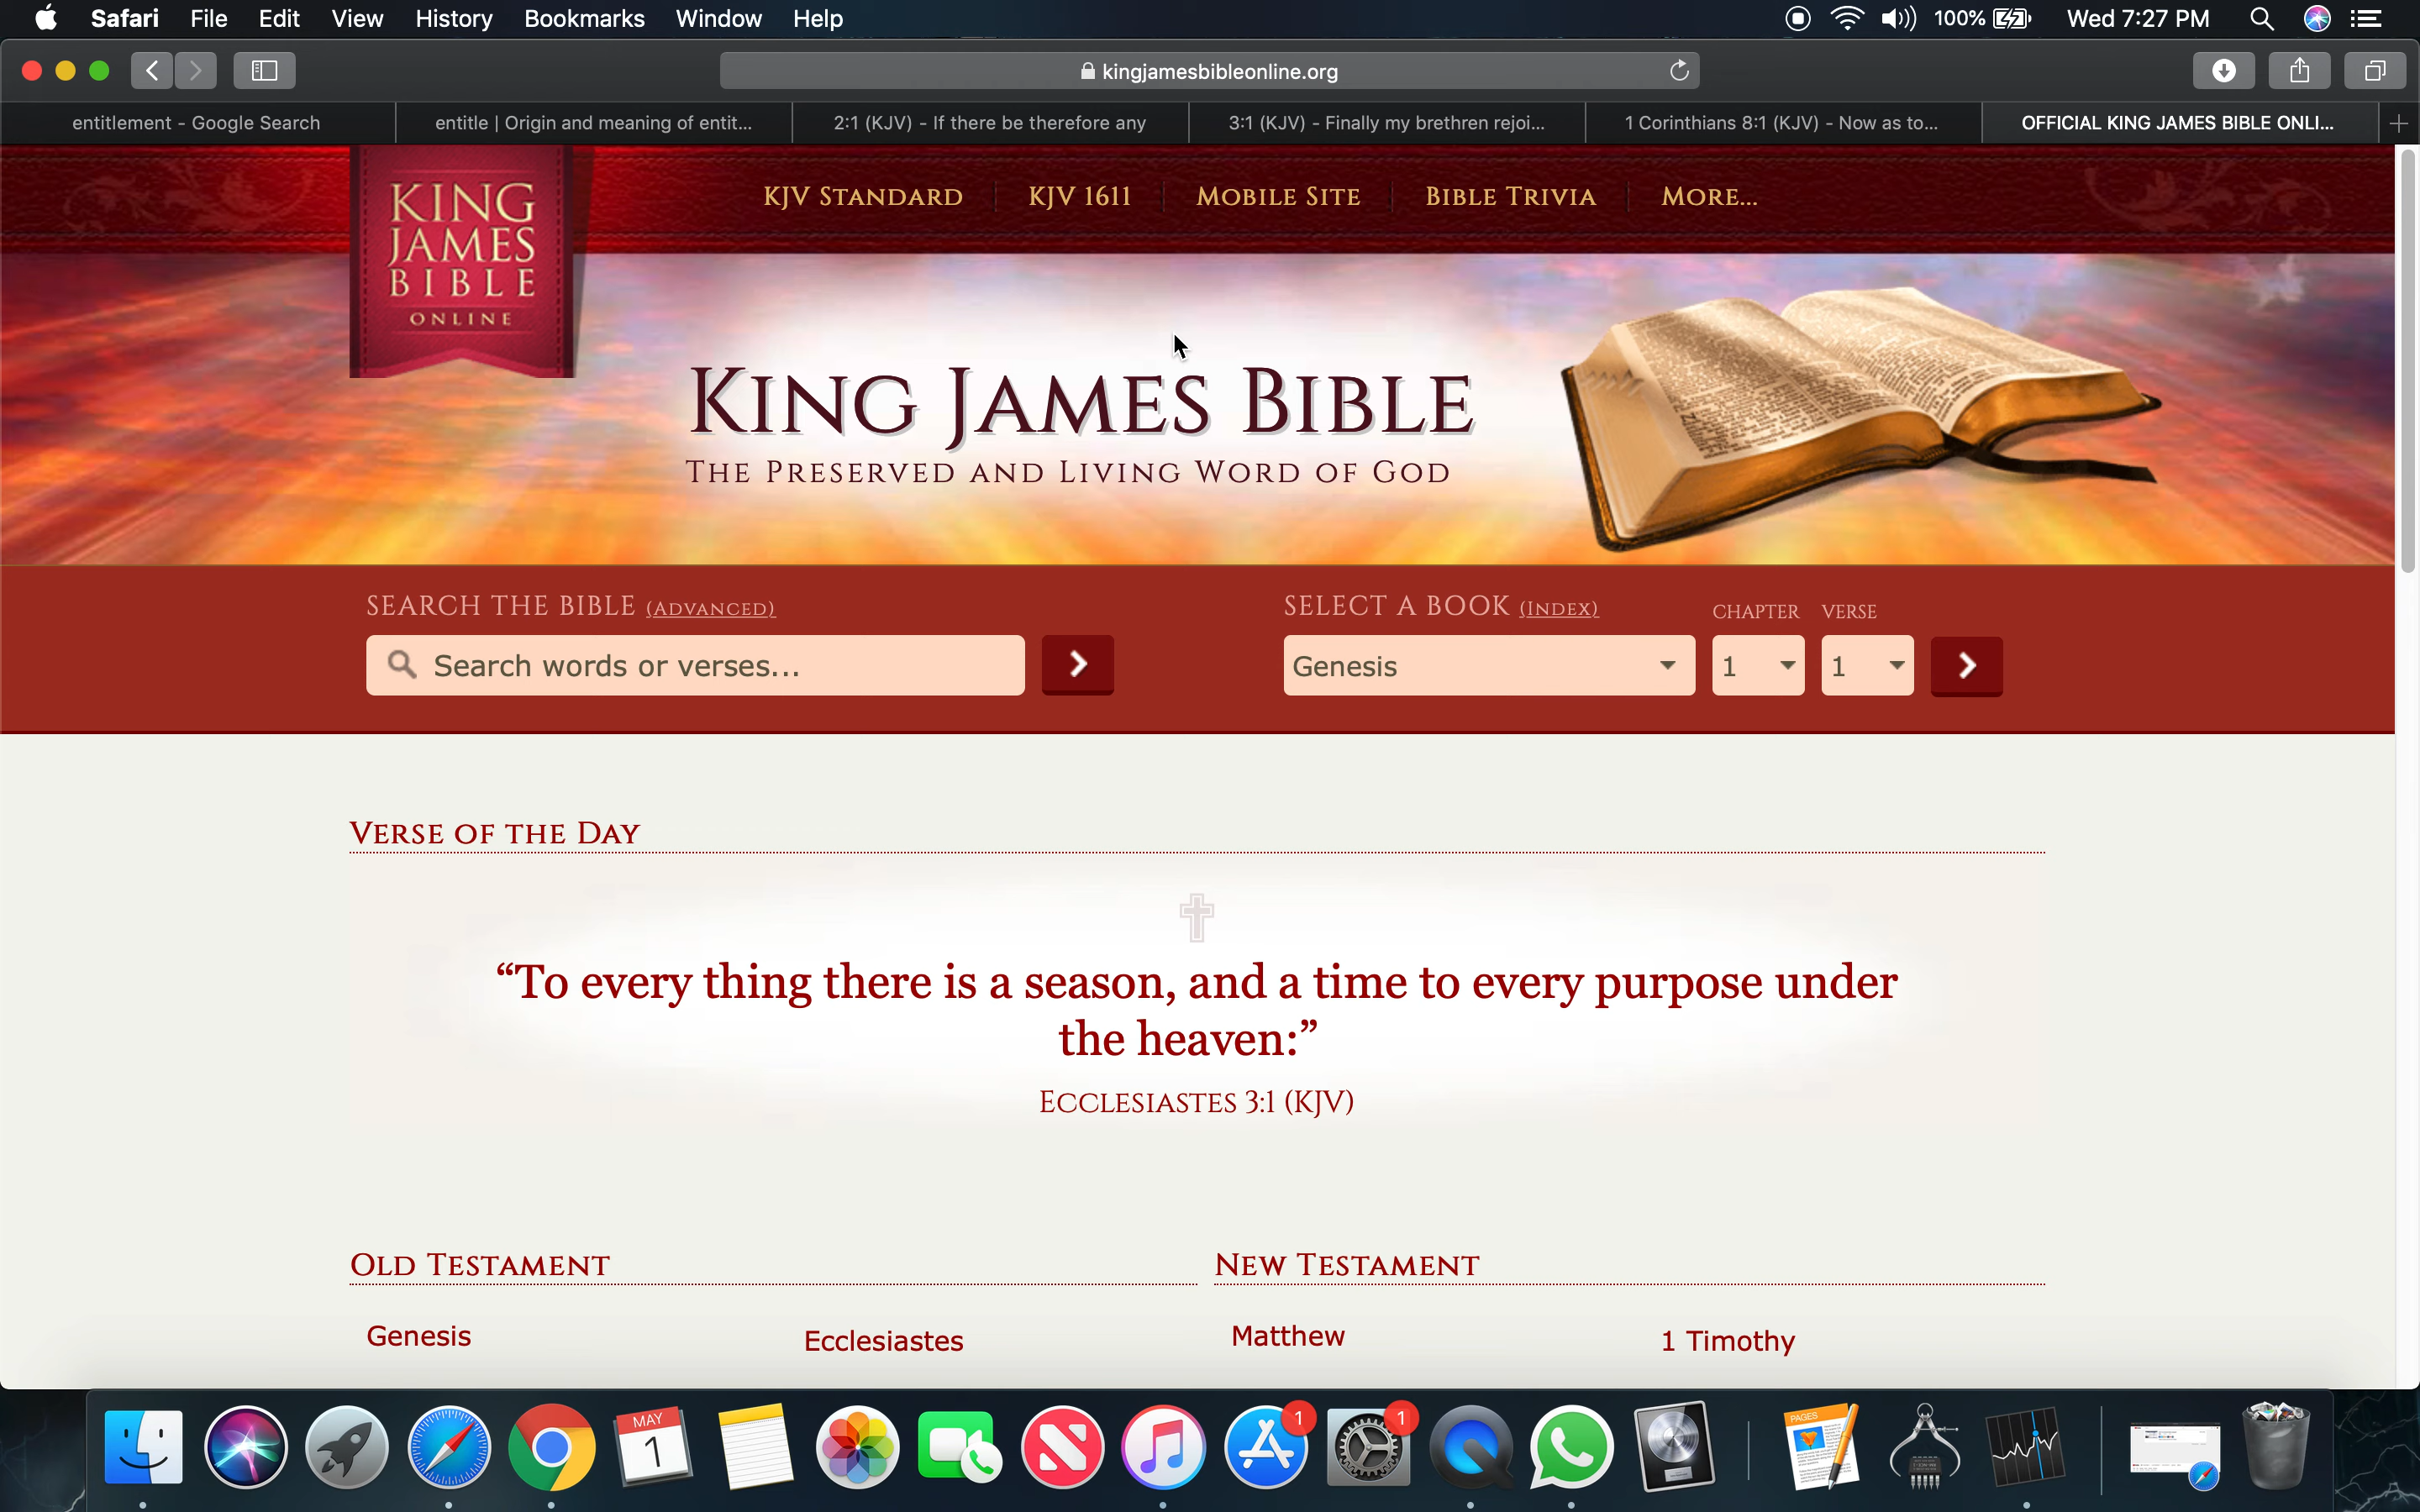 Safari File Edit View History Bookmarks Window Help 100% Wed 7:27 PM
kingjamesbibleonline.org
entitlement - Google Search
entitle | Origin and meaning of entit...
2:1 (KJV) - If there be therefore any
3:1 (KJV) - Finally my brethren rejoi...
1 Corinthians 8:1 (KJV) - Now as to...
OFFICIAL KING JAMES BIBLE ONLI...
KING
JAMES
BIBLE
ONLINE
KJV STANDARD KJV 1611 MOBILE SITE BIBLE TRIVIA MORE...
KING JAMES BIBLE
THE PRESERVED AND LIVING WORD OF GOD
SEARCH THE BIBLE (ADVANCED)
Search words or verses...
SELECT A BOOK (INDEX) CHAPTER VERSE
Genesis 1 1
VERSE OF THE DAY
“To every thing there is a season, and a time to every purpose under
the heaven:”
ECCLESIASTES 3:1 (KJV)
OLD TESTAMENT
Genesis Ecclesiastes
NEW TESTAMENT
Matthew 1 Timothy
MAY
1
1
1
PAGES